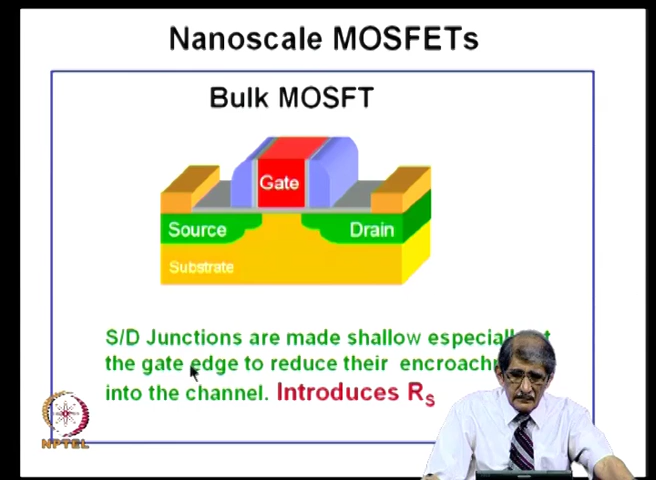 Nanoscale MOSFETs
Bulk MOSFT
Gate
Source
Drain
Substrate
S/D Junctions are made shallow
the gate edge to reduce their
into the channel. Introduces RS
NPTEL